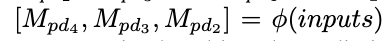 [M_{pd_4}, M_{pd_3}, M_{pd_2}] = ϕ(inputs)